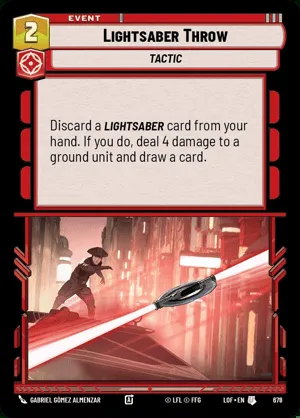 EVENT
2
LIGHTSABER THROW
TACTIC
Discard a LIGHTSABER card from your
hand. If you do, deal 4 damage to a
ground unit and draw a card.
GABRIEL GÓMEZ ALMENZAR
© LFL © FFG
LOF • EN
678